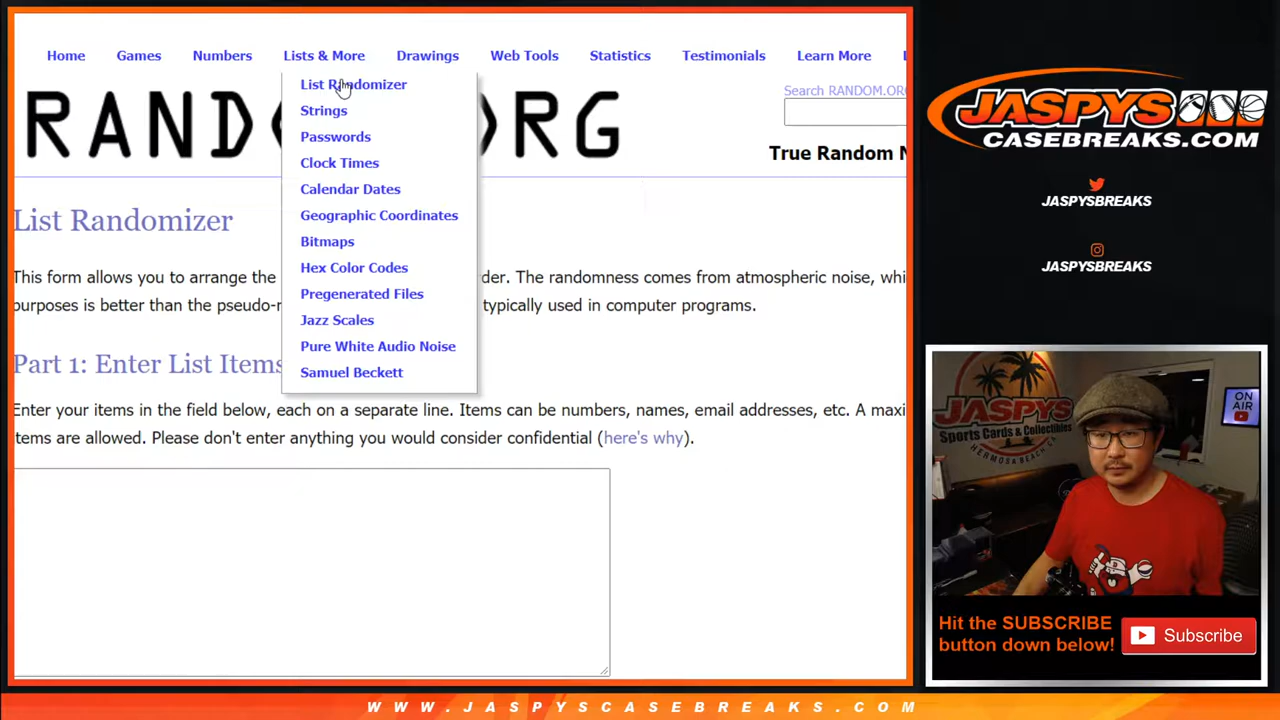 Home Games Numbers Lists & More Drawings Web Tools Statistics Testimonials Learn More
List Randomizer
Strings
Passwords
Clock Times
Calendar Dates
Geographic Coordinates
Bitmaps
Hex Color Codes
Pregenerated Files
Jazz Scales
Pure White Audio Noise
Samuel Beckett
RAND RG
Search RANDOM.OR
True Random
List Randomizer
This form allows you to arrange the der. The randomness comes from atmospheric noise, whi
purposes is better than the pseudo-r typically used in computer programs.
Part 1: Enter List Items
Enter your items in the field below, each on a separate line. Items can be numbers, names, email addresses, etc. A maxi
tems are allowed. Please don't enter anything you would consider confidential (here's why).
JASPYS
CASEBREAKS.COM
JASPYSBREAKS
JASPYSBREAKS
JASPYS
Sports Cards & Collectibles
HERMOSA BEACH CA
ON
AIR
Hit the SUBSCRIBE
button down below!
Subscribe
WWW.JASPYSCASEBREAKS.COM